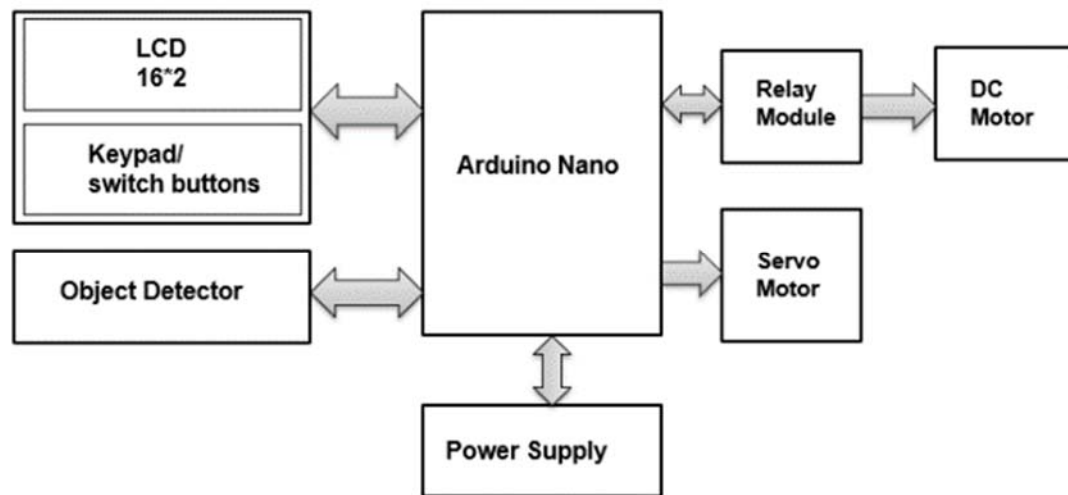 LCD
16*2
Keypad/
switch buttons
Object Detector
Arduino Nano
Power Supply
Relay
Module
DC
Motor
Servo
Motor